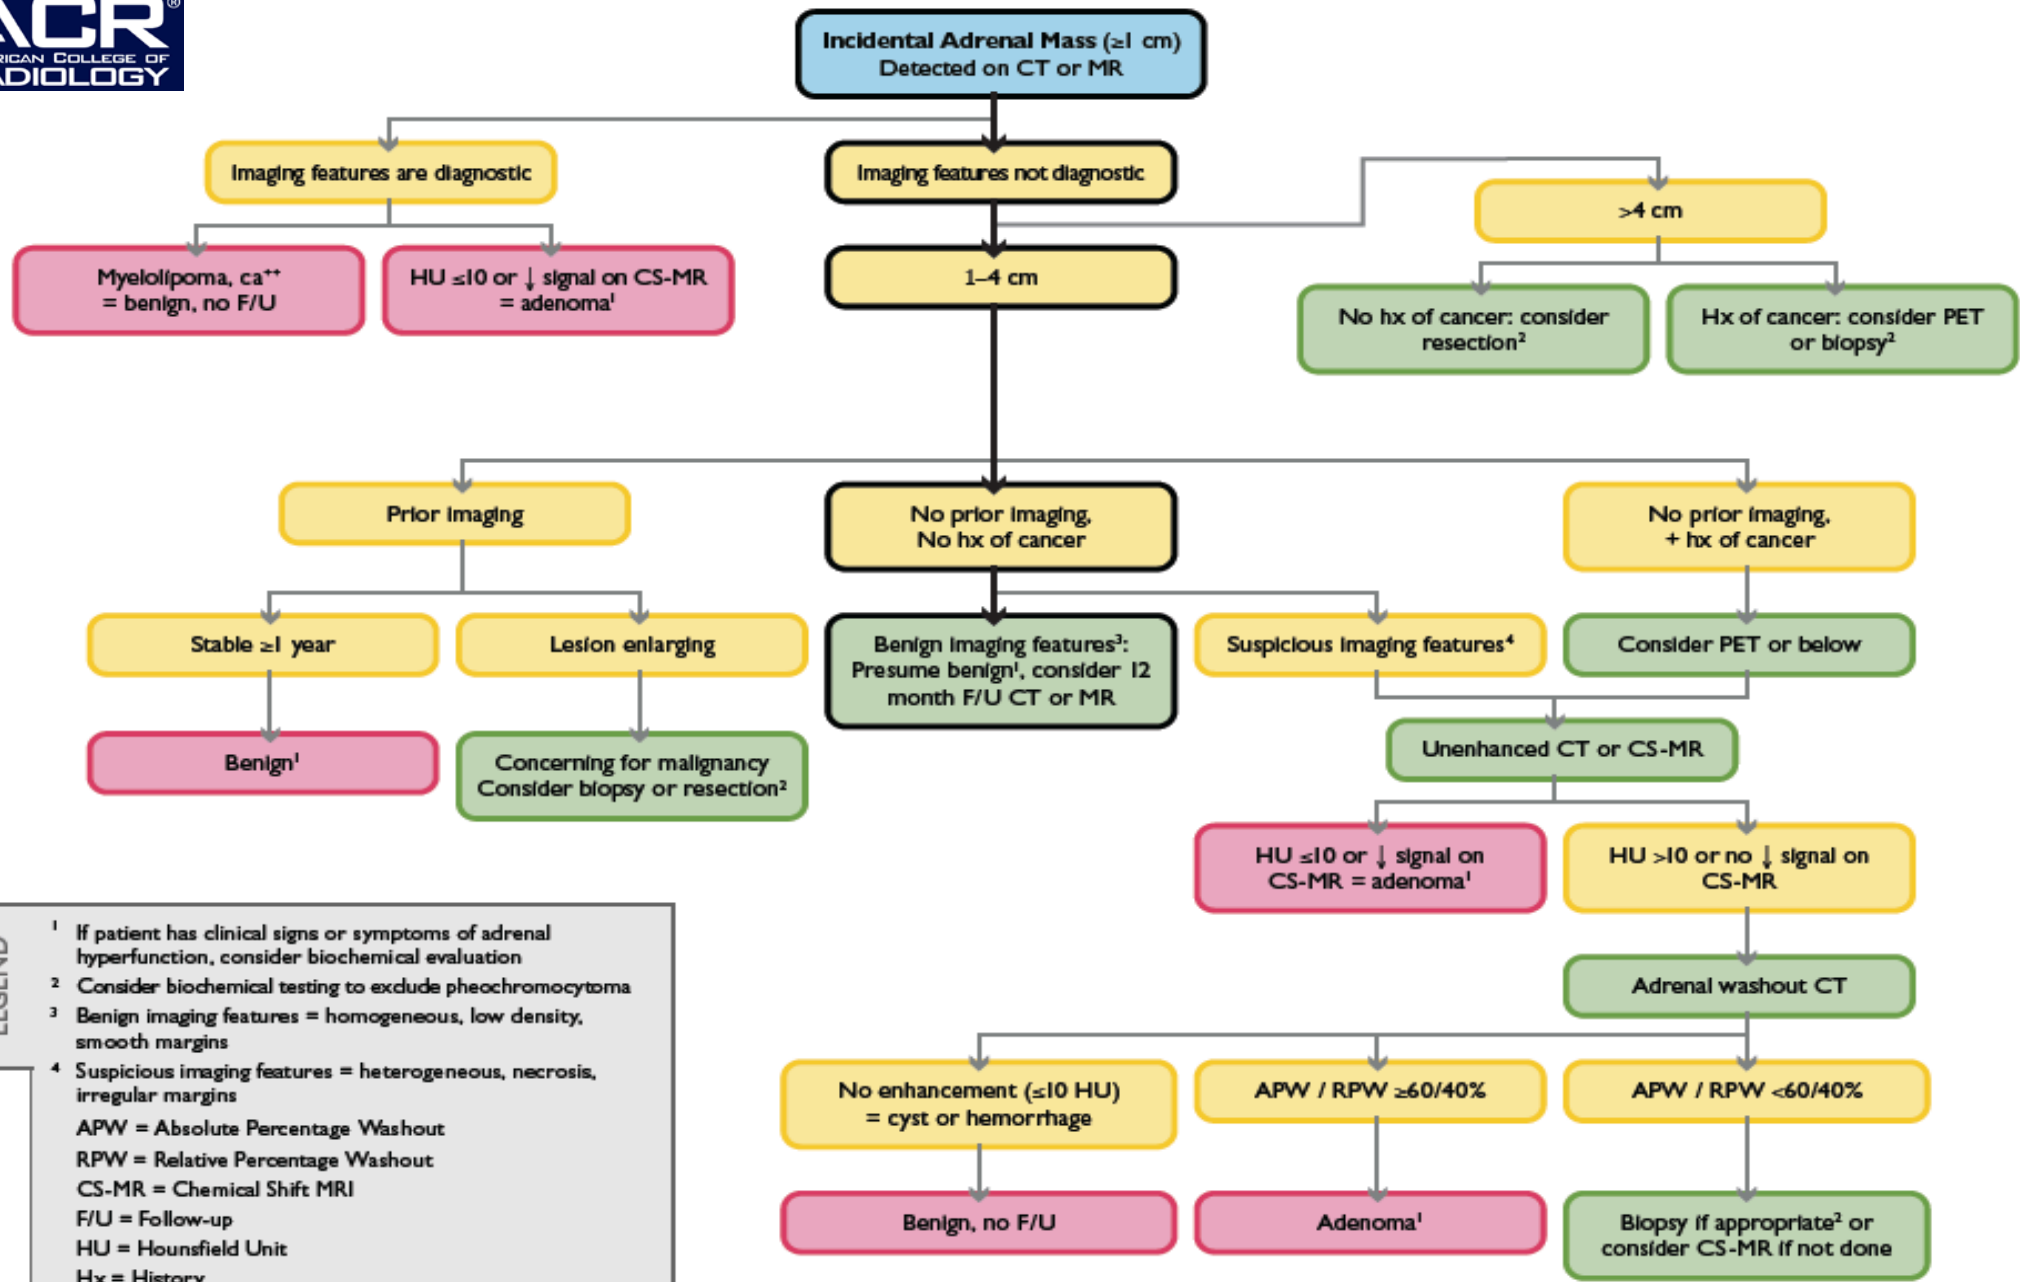 ACR®
RICAN COLLEGE OF
ADIOLOGY
Incidental Adrenal Mass (≥1 cm)
Detected on CT or MR
Imaging features are diagnostic
Imaging features not diagnostic
>4 cm
Myelolipoma, ca⁺⁺
= benign, no F/U
HU ≤10 or ↓ signal on CS-MR
= adenoma¹
1–4 cm
No hx of cancer: consider
resection²
Hx of cancer: consider PET
or biopsy²
Prior imaging
No prior imaging,
No hx of cancer
No prior imaging,
+ hx of cancer
Stable ≥1 year
Lesion enlarging
Benign imaging features³:
Presume benign¹, consider 12
month F/U CT or MR
Suspicious imaging features⁴
Consider PET or below
Benign¹
Concerning for malignancy
Consider biopsy or resection²
Unenhanced CT or CS-MR
HU ≤10 or ↓ signal on
CS-MR = adenoma¹
HU >10 or no ↓ signal on
CS-MR
Adrenal washout CT
No enhancement (≤10 HU)
= cyst or hemorrhage
APW / RPW ≥60/40%
APW / RPW <60/40%
Benign, no F/U
Adenoma¹
Biopsy if appropriate² or
consider CS-MR if not done
LEGEND
¹ If patient has clinical signs or symptoms of adrenal
hyperfunction, consider biochemical evaluation
² Consider biochemical testing to exclude pheochromocytoma
³ Benign imaging features = homogeneous, low density,
smooth margins
⁴ Suspicious imaging features = heterogeneous, necrosis,
irregular margins
APW = Absolute Percentage Washout
RPW = Relative Percentage Washout
CS-MR = Chemical Shift MRI
F/U = Follow-up
HU = Hounsfield Unit
Hx = History